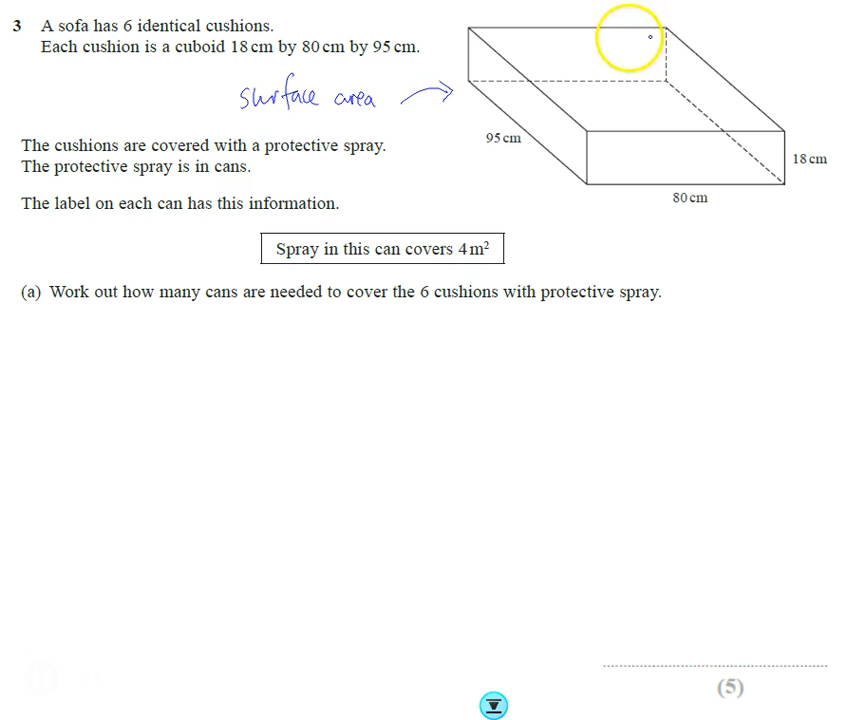 3 A sofa has 6 identical cushions.
Each cushion is a cuboid 18 cm by 80 cm by 95 cm.
surface area
95 cm
18 cm
80 cm
The cushions are covered with a protective spray.
The protective spray is in cans.
The label on each can has this information.
Spray in this can covers 4 m²
(a) Work out how many cans are needed to cover the 6 cushions with protective spray.
(5)